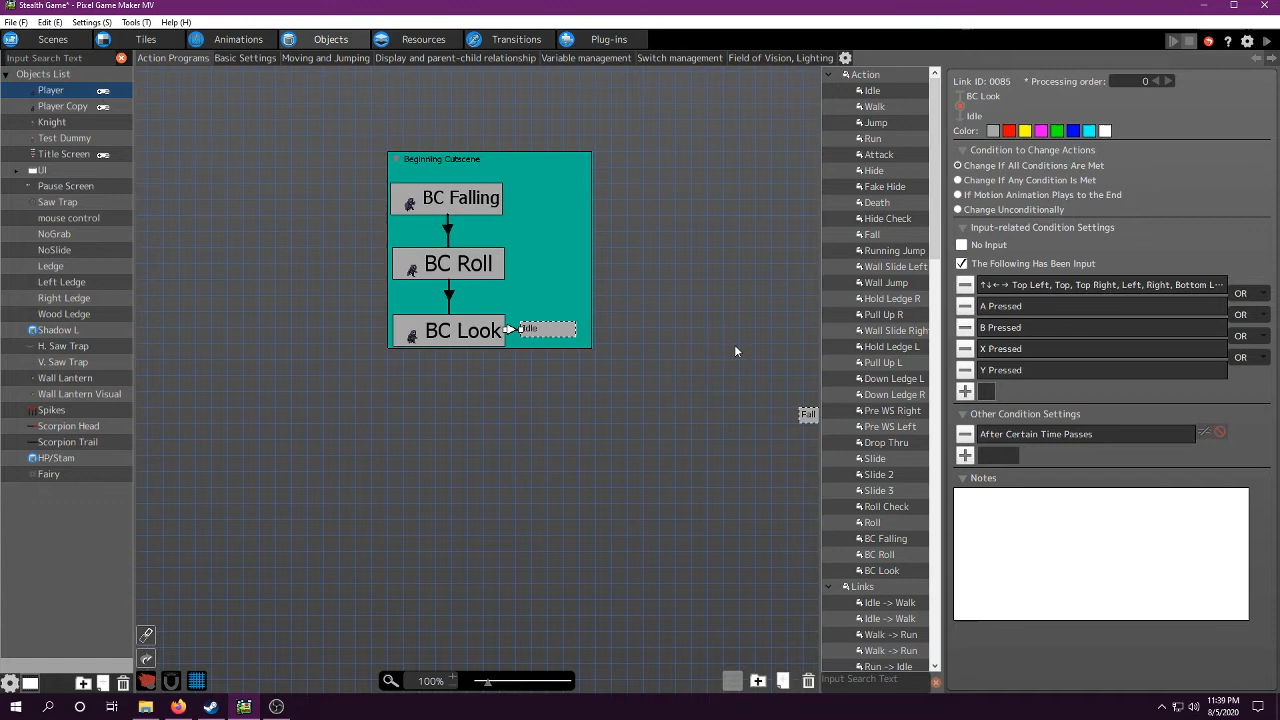 Stealth Game* - Pixel Game Maker MV
File (F) Edit (E) Settings (S) Tools (T) Help (H)
Scenes Tiles Animations Objects Resources Transitions Plug-ins
Input Search Text
Action Programs Basic Settings Moving and Jumping Display and parent-child relationship Variable management Switch management Field of Vision, Lighting
Objects List
Player
Player Copy
Knight
Test Dummy
Title Screen
UI
Pause Screen
Saw Trap
mouse control
NoGrab
NoSlide
Ledge
Left Ledge
Right Ledge
Wood Ledge
Shadow L
H. Saw Trap
V. Saw Trap
Wall Lantern
Wall Lantern Visual
Spikes
Scorpion Head
Scorpion Trail
HP/Stam
Fairy
Beginning Cutscene
BC Falling
BC Roll
BC Look
Idle
Fall
100%
Action
Idle
Walk
Jump
Run
Attack
Hide
Fake Hide
Death
Hide Check
Fall
Running Jump
Wall Slide Left
Wall Jump
Hold Ledge R
Pull Up R
Wall Slide Right
Hold Ledge L
Pull Up L
Down Ledge L
Down Ledge R
Pre WS Right
Pre WS Left
Drop Thru
Slide
Slide 2
Slide 3
Roll Check
Roll
BC Falling
BC Roll
BC Look
Links
Idle -> Walk
Idle -> Walk
Walk -> Run
Walk -> Run
Run -> Idle
Input Search Text
Link ID: 0085 * Processing order: 0
BC Look
Idle
Color:
Condition to Change Actions
Change If All Conditions Are Met
Change If Any Condition Is Met
If Motion Animation Plays to the End
Change Unconditionally
Input-related Condition Settings
No Input
The Following Has Been Input
↑↓←→ Top Left, Top, Top Right, Left, Right, Bottom L...
OR
A Pressed
OR
B Pressed
OR
X Pressed
OR
Y Pressed
Other Condition Settings
After Certain Time Passes
Notes
11:39 PM
8/5/2020